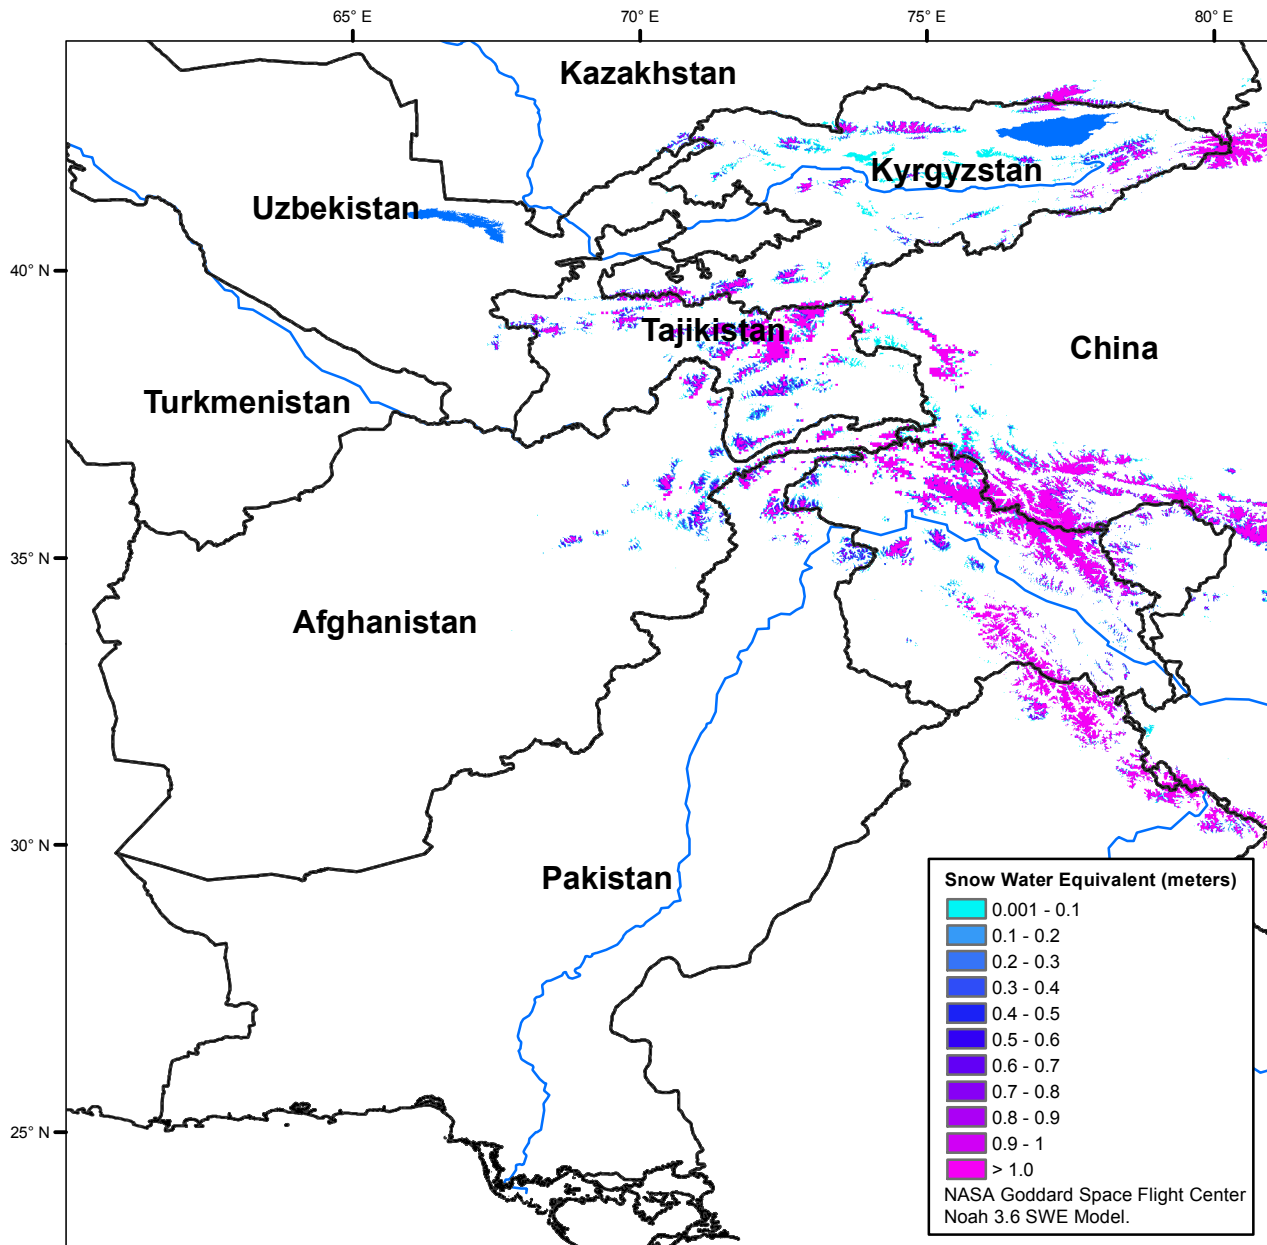 65° E
70° E
75° E
80° E
Kazakhstan
Kyrgyzstan
Uzbekistan
40° N
Tajikistan
China
Turkmenistan
35° N
Afghanistan
30° N
Pakistan
25° N
Snow Water Equivalent (meters)
0.001 - 0.1
0.1 - 0.2
0.2 - 0.3
0.3 - 0.4
0.4 - 0.5
0.5 - 0.6
0.6 - 0.7
0.7 - 0.8
0.8 - 0.9
0.9 - 1
> 1.0
NASA Goddard Space Flight Center
Noah 3.6 SWE Model.